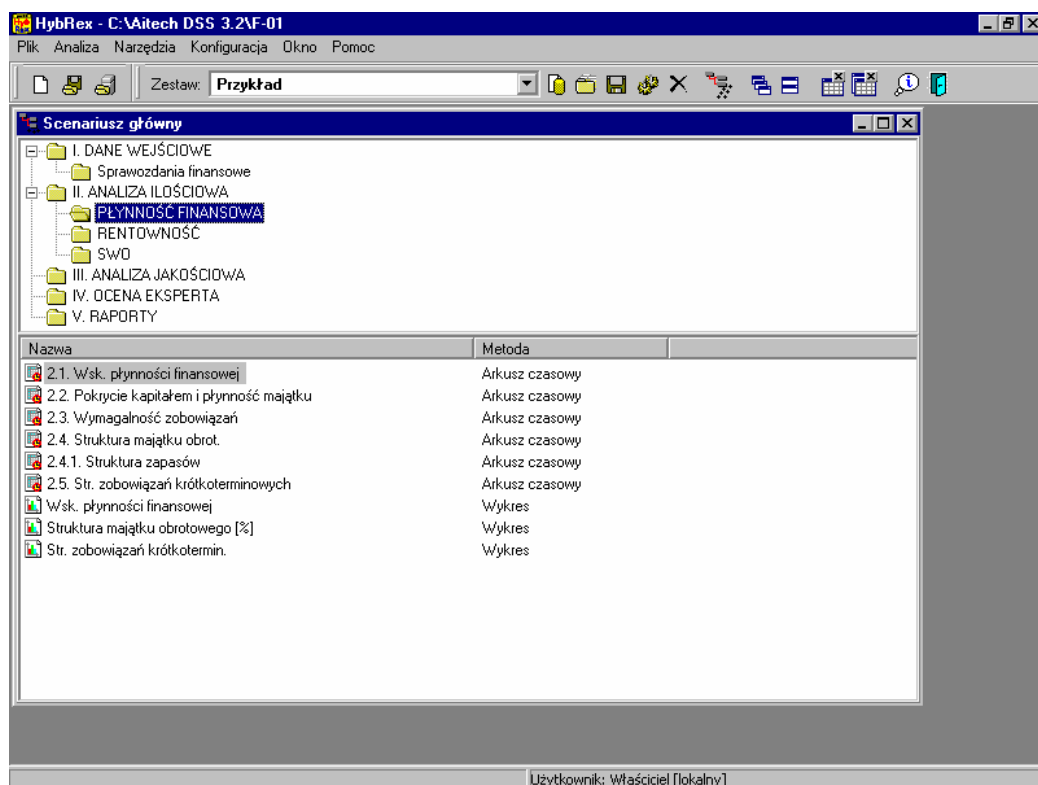 HybRex - C:\Aitech DSS 3.2\F-01
Plik Analiza Narzędzia Konfiguracja Okno Pomoc
Zestaw: Przykład
Scenariusz główny
I. DANE WEJŚCIOWE
Sprawozdania finansowe
II. ANALIZA ILOŚCIOWA
PŁYNNOŚĆ FINANSOWA
RENTOWNOŚĆ
SWO
III. ANALIZA JAKOŚCIOWA
IV. OCENA EKSPERTA
V. RAPORTY
Nazwa Metoda
2.1. Wsk. płynności finansowej Arkusz czasowy
2.2. Pokrycie kapitałem i płynność majątku Arkusz czasowy
2.3. Wymagalność zobowiązań Arkusz czasowy
2.4. Struktura majątku obrot. Arkusz czasowy
2.4.1. Struktura zapasów Arkusz czasowy
2.5. Str. zobowiązań krótkoterminowych Arkusz czasowy
Wsk. płynności finansowej Wykres
Struktura majątku obrotowego [%] Wykres
Str. zobowiązań krótkotermin. Wykres
Użytkownik: Właściciel [lokalny]